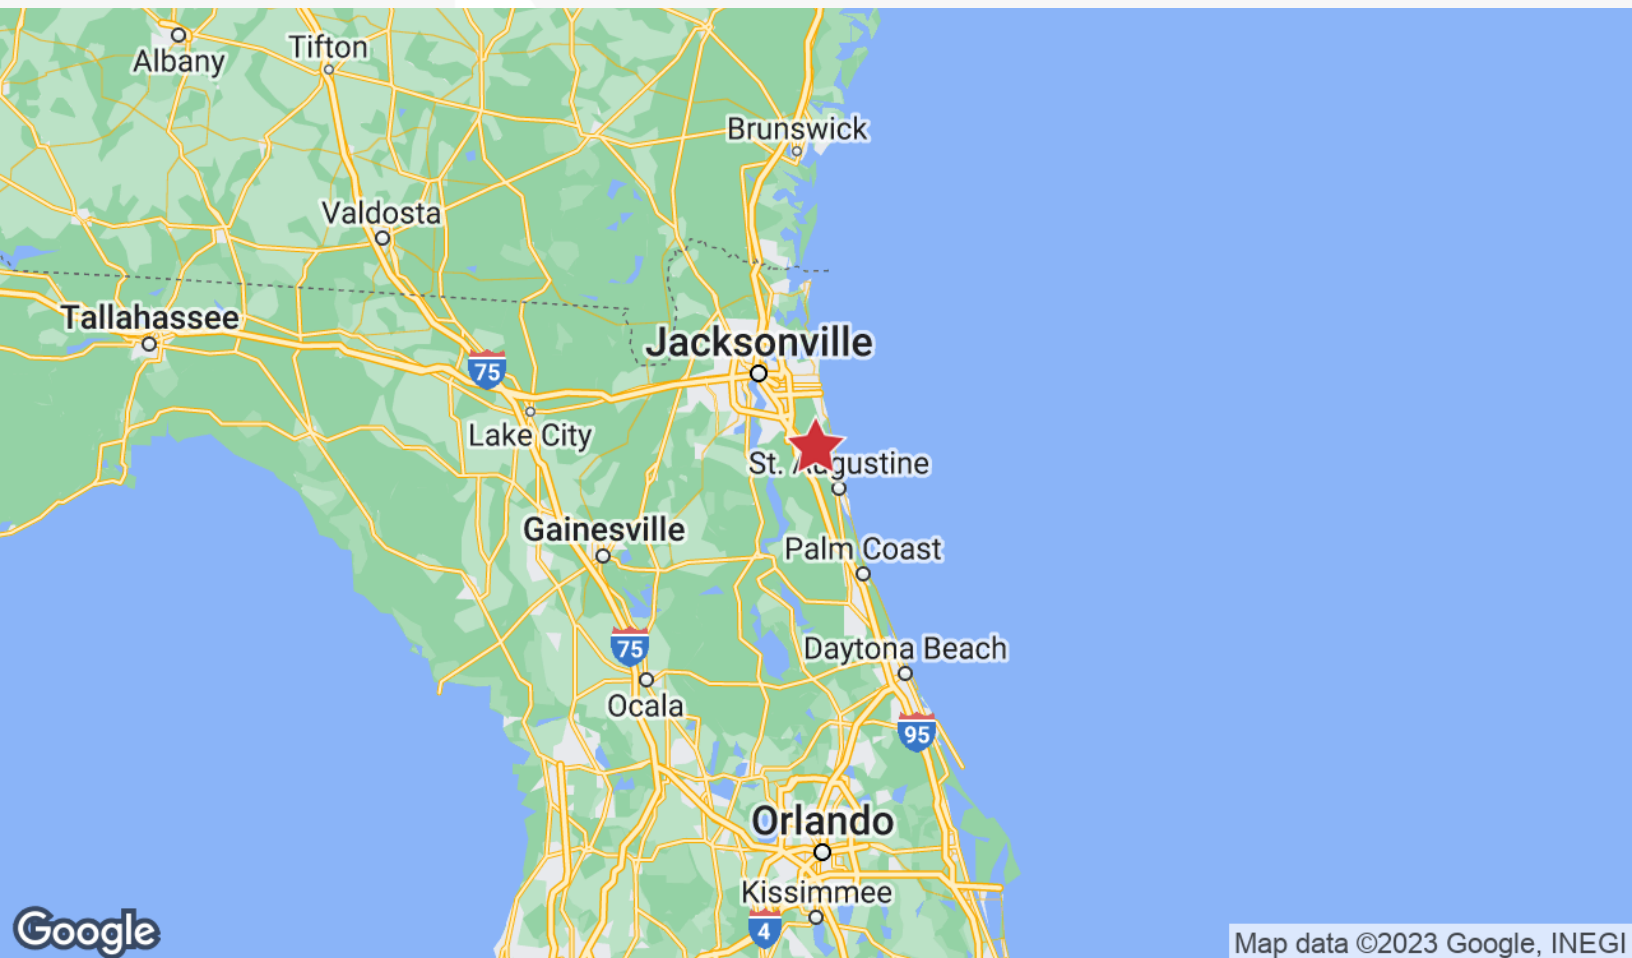 Albany
Tifton
Brunswick
Valdosta
Tallahassee
Jacksonville
75
Lake City
St. Augustine
Gainesville
Palm Coast
75
Daytona Beach
Ocala
95
Orlando
Kissimmee
4
Google
Map data ©2023 Google, INEGI